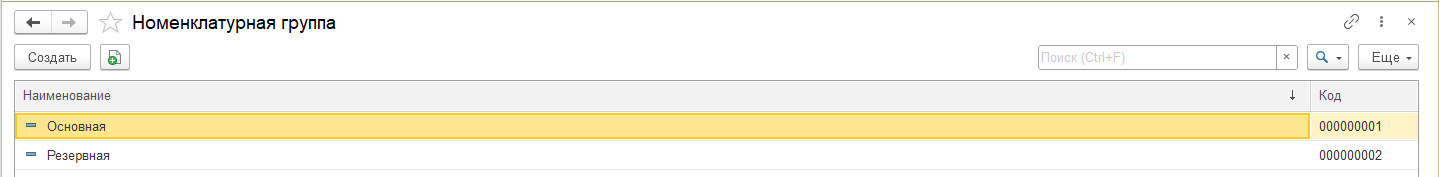 Номенклатурная группа
Создать
Поиск (Ctrl+F)
Еще
Наименование
Код
Основная
000000001
Резервная
000000002